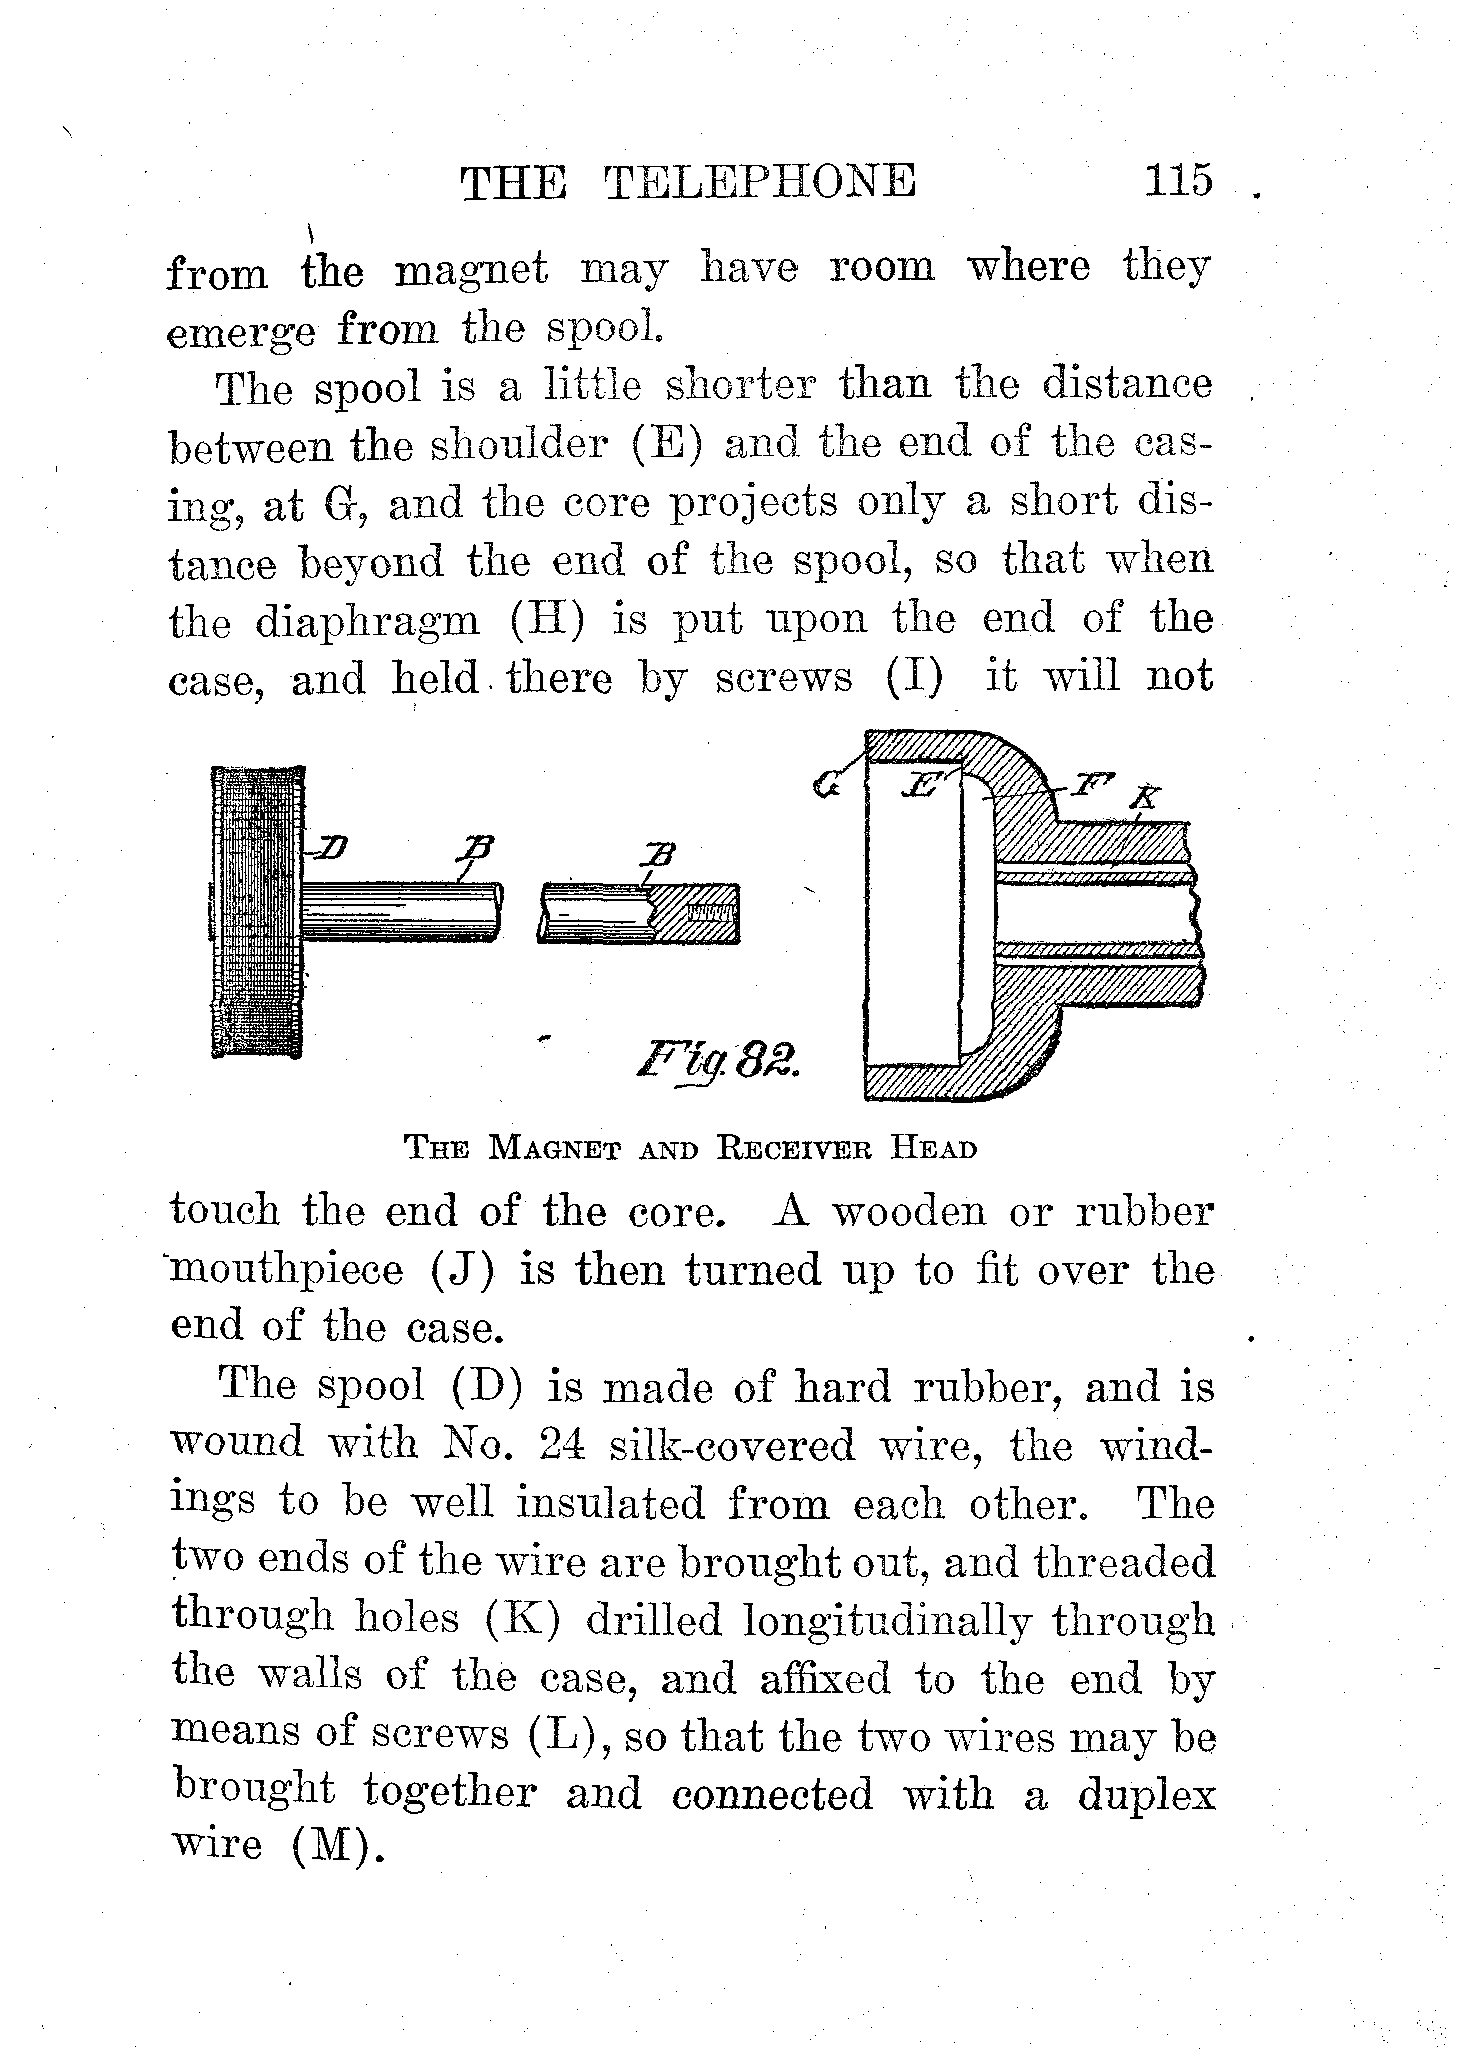 THE TELEPHONE 115
from the magnet may have room where they
emerge from the spool.
The spool is a little shorter than the distance
between the shoulder (E) and the end of the cas-
ing, at G, and the core projects only a short dis-
tance beyond the end of the spool, so that when
the diaphragm (H) is put upon the end of the
case, and held there by screws (I) it will not
G E F K
D B B
Fig. 82.
THE MAGNET AND RECEIVER HEAD
touch the end of the core. A wooden or rubber
mouthpiece (J) is then turned up to fit over the
end of the case.
The spool (D) is made of hard rubber, and is
wound with No. 24 silk-covered wire, the wind-
ings to be well insulated from each other. The
two ends of the wire are brought out, and threaded
through holes (K) drilled longitudinally through
the walls of the case, and affixed to the end by
means of screws (L), so that the two wires may be
brought together and connected with a duplex
wire (M).